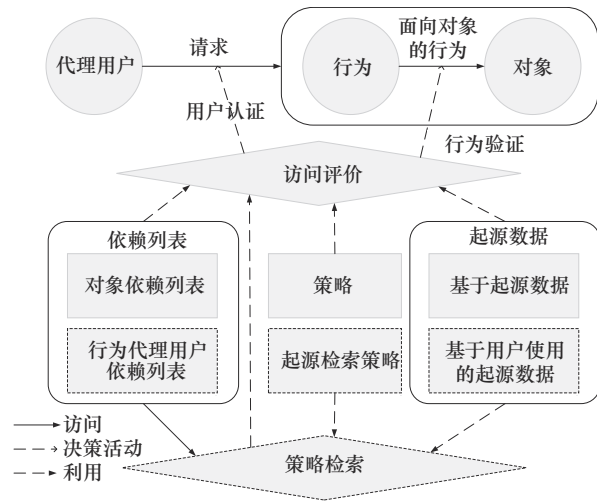 代理用户
请求
面向对象
的行为
行为
对象
用户认证
行为验证
访问评价
依赖列表
对象依赖列表
行为代理用户
依赖列表
策略
起源检索策略
起源数据
基于起源数据
基于用户使用
的起源数据
访问
决策活动
利用
策略检索